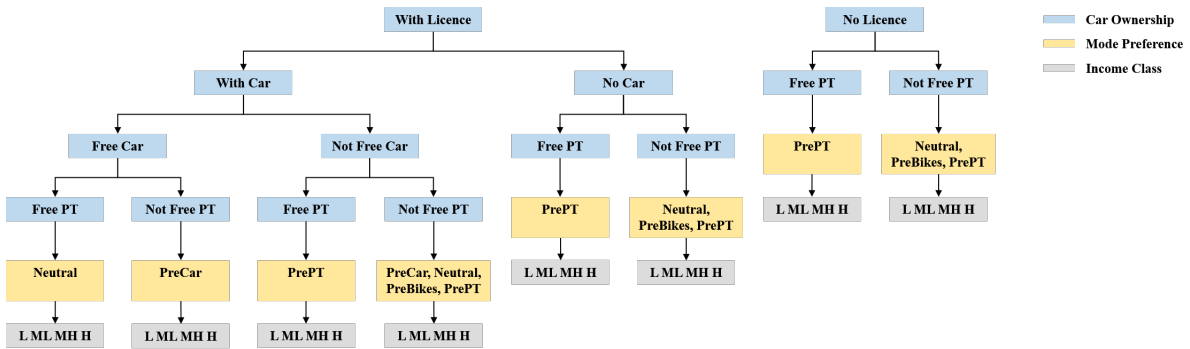 With Licence
No Licence
Car Ownership
Mode Preference
Income Class
With Car
No Car
Free PT
Not Free PT
Free Car
Not Free Car
Free PT
Not Free PT
PrePT
Neutral,
PreBikes, PrePT
Free PT
Not Free PT
Free PT
Not Free PT
PrePT
Neutral,
PreBikes, PrePT
L ML MH H
L ML MH H
Neutral
PreCar
PrePT
PreCar, Neutral,
PreBikes, PrePT
L ML MH H
L ML MH H
L ML MH H
L ML MH H
L ML MH H
L ML MH H